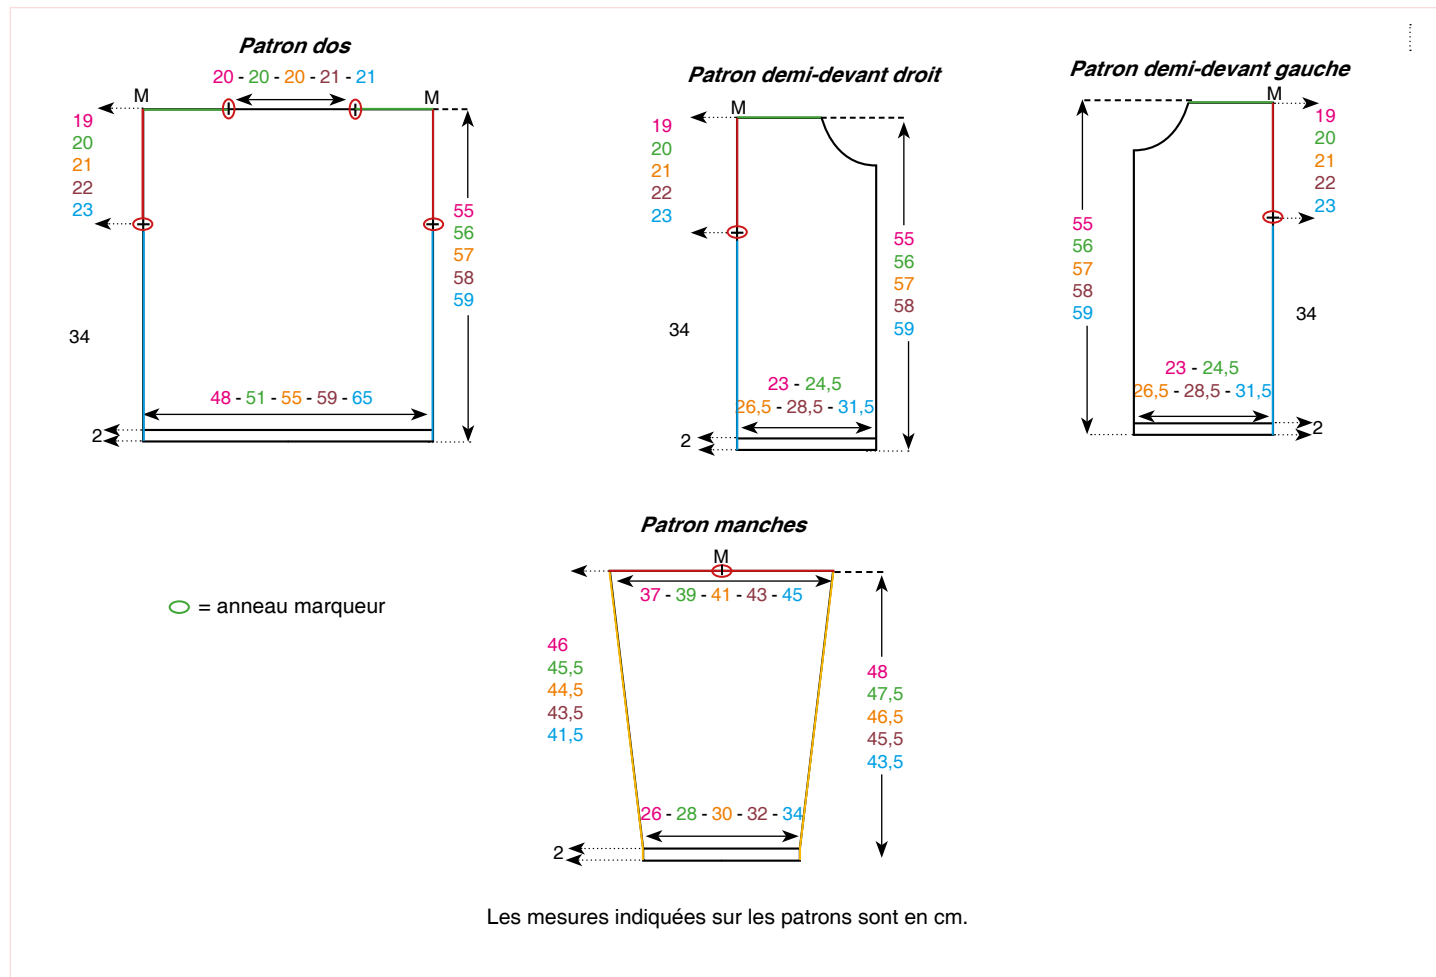 Patron dos
20 - 20 - 20 - 21 - 21
M
M
19
20
21
22
23
34
2
55
56
57
58
59
48 - 51 - 55 - 59 - 65
Patron demi-devant droit
M
19
20
21
22
23
34
2
55
56
57
58
59
23 - 24,5
26,5 - 28,5 - 31,5
Patron demi-devant gauche
M
55
56
57
58
59
19
20
21
22
23
34
2
23 - 24,5
26,5 - 28,5 - 31,5
Patron manches
M
37 - 39 - 41 - 43 - 45
46
45,5
44,5
43,5
41,5
48
47,5
46,5
45,5
43,5
26 - 28 - 30 - 32 - 34
2
= anneau marqueur
Les mesures indiquées sur les patrons sont en cm.